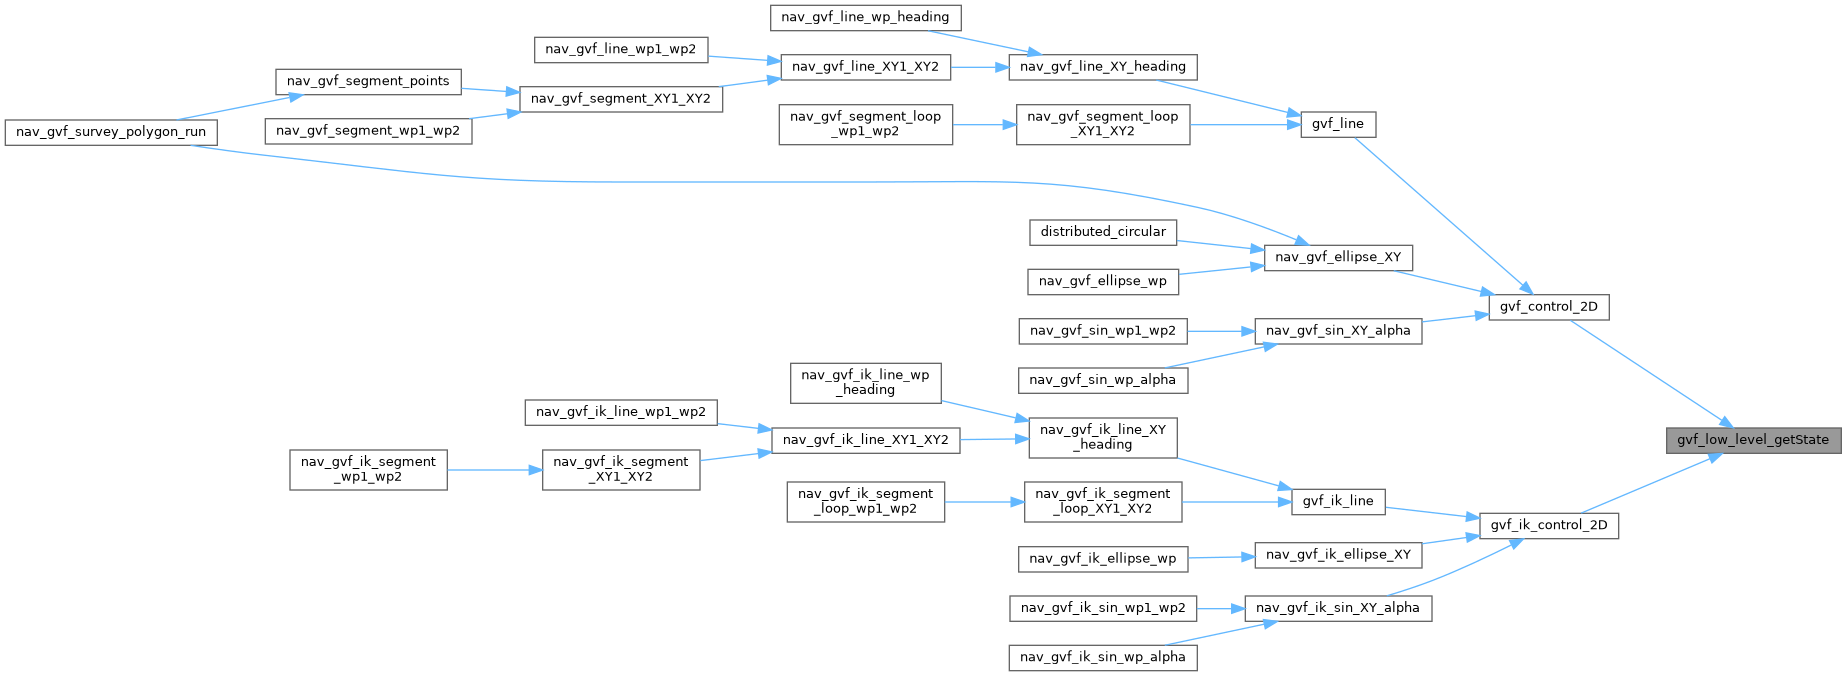 nav_gvf_line_wp_heading
nav_gvf_line_wp1_wp2
nav_gvf_line_XY1_XY2
nav_gvf_line_XY_heading
nav_gvf_segment_points
nav_gvf_segment_XY1_XY2
nav_gvf_survey_polygon_run
nav_gvf_segment_wp1_wp2
nav_gvf_segment_loop
_wp1_wp2
nav_gvf_segment_loop
_XY1_XY2
gvf_line
distributed_circular
nav_gvf_ellipse_XY
nav_gvf_ellipse_wp
gvf_control_2D
nav_gvf_sin_wp1_wp2
nav_gvf_sin_XY_alpha
nav_gvf_sin_wp_alpha
nav_gvf_ik_line_wp
_heading
nav_gvf_ik_line_wp1_wp2
nav_gvf_ik_line_XY1_XY2
nav_gvf_ik_line_XY
_heading
gvf_low_level_getState
nav_gvf_ik_segment
_wp1_wp2
nav_gvf_ik_segment
_XY1_XY2
nav_gvf_ik_segment
_loop_wp1_wp2
nav_gvf_ik_segment
_loop_XY1_XY2
gvf_ik_line
gvf_ik_control_2D
nav_gvf_ik_ellipse_wp
nav_gvf_ik_ellipse_XY
nav_gvf_ik_sin_wp1_wp2
nav_gvf_ik_sin_XY_alpha
nav_gvf_ik_sin_wp_alpha